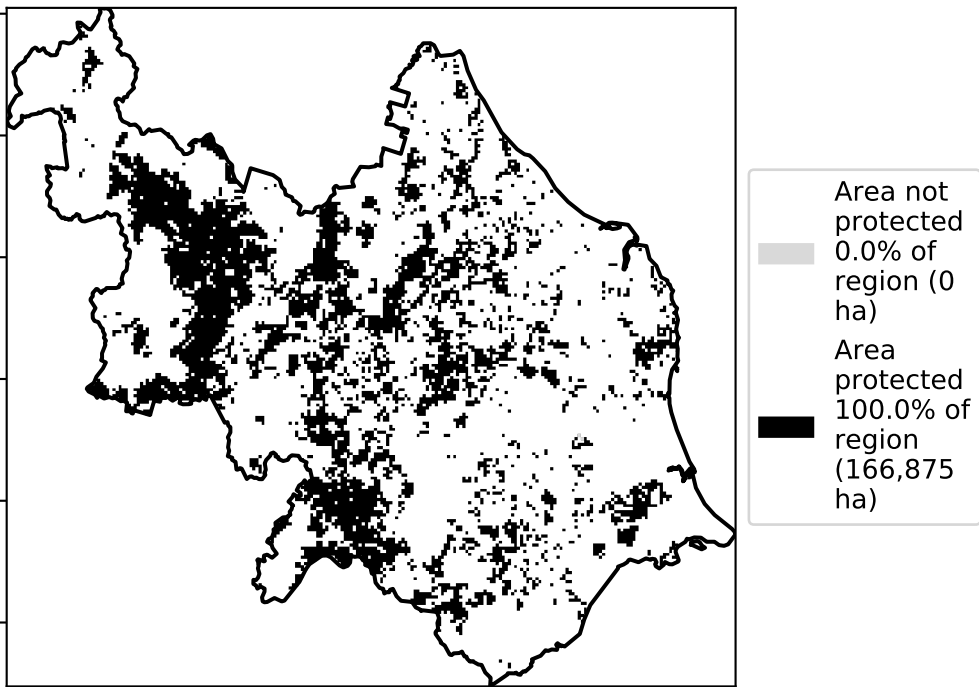 Area not
protected
0.0% of
region (0
ha)
Area
protected
100.0% of
region
(166,875
ha)